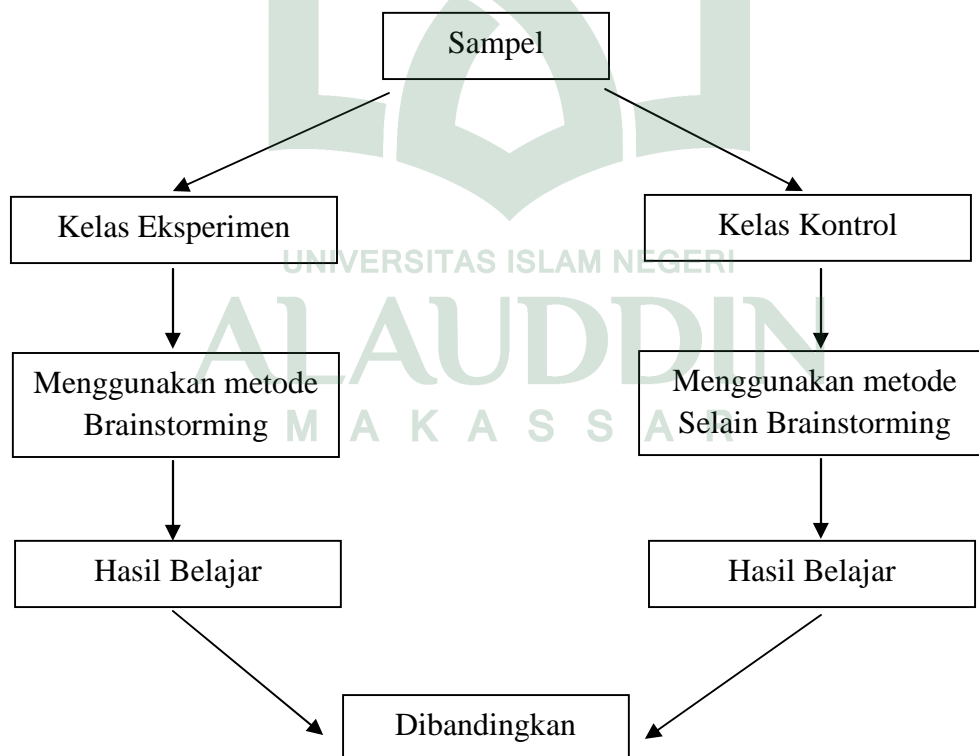 Sampel
Kelas Eksperimen
Kelas Kontrol
UNIVERSITAS ISLAM NEGERI
ALAUDDIN
MAKASSAR
Menggunakan metode
Brainstorming
Menggunakan metode
Selain Brainstorming
Hasil Belajar
Hasil Belajar
Dibandingkan